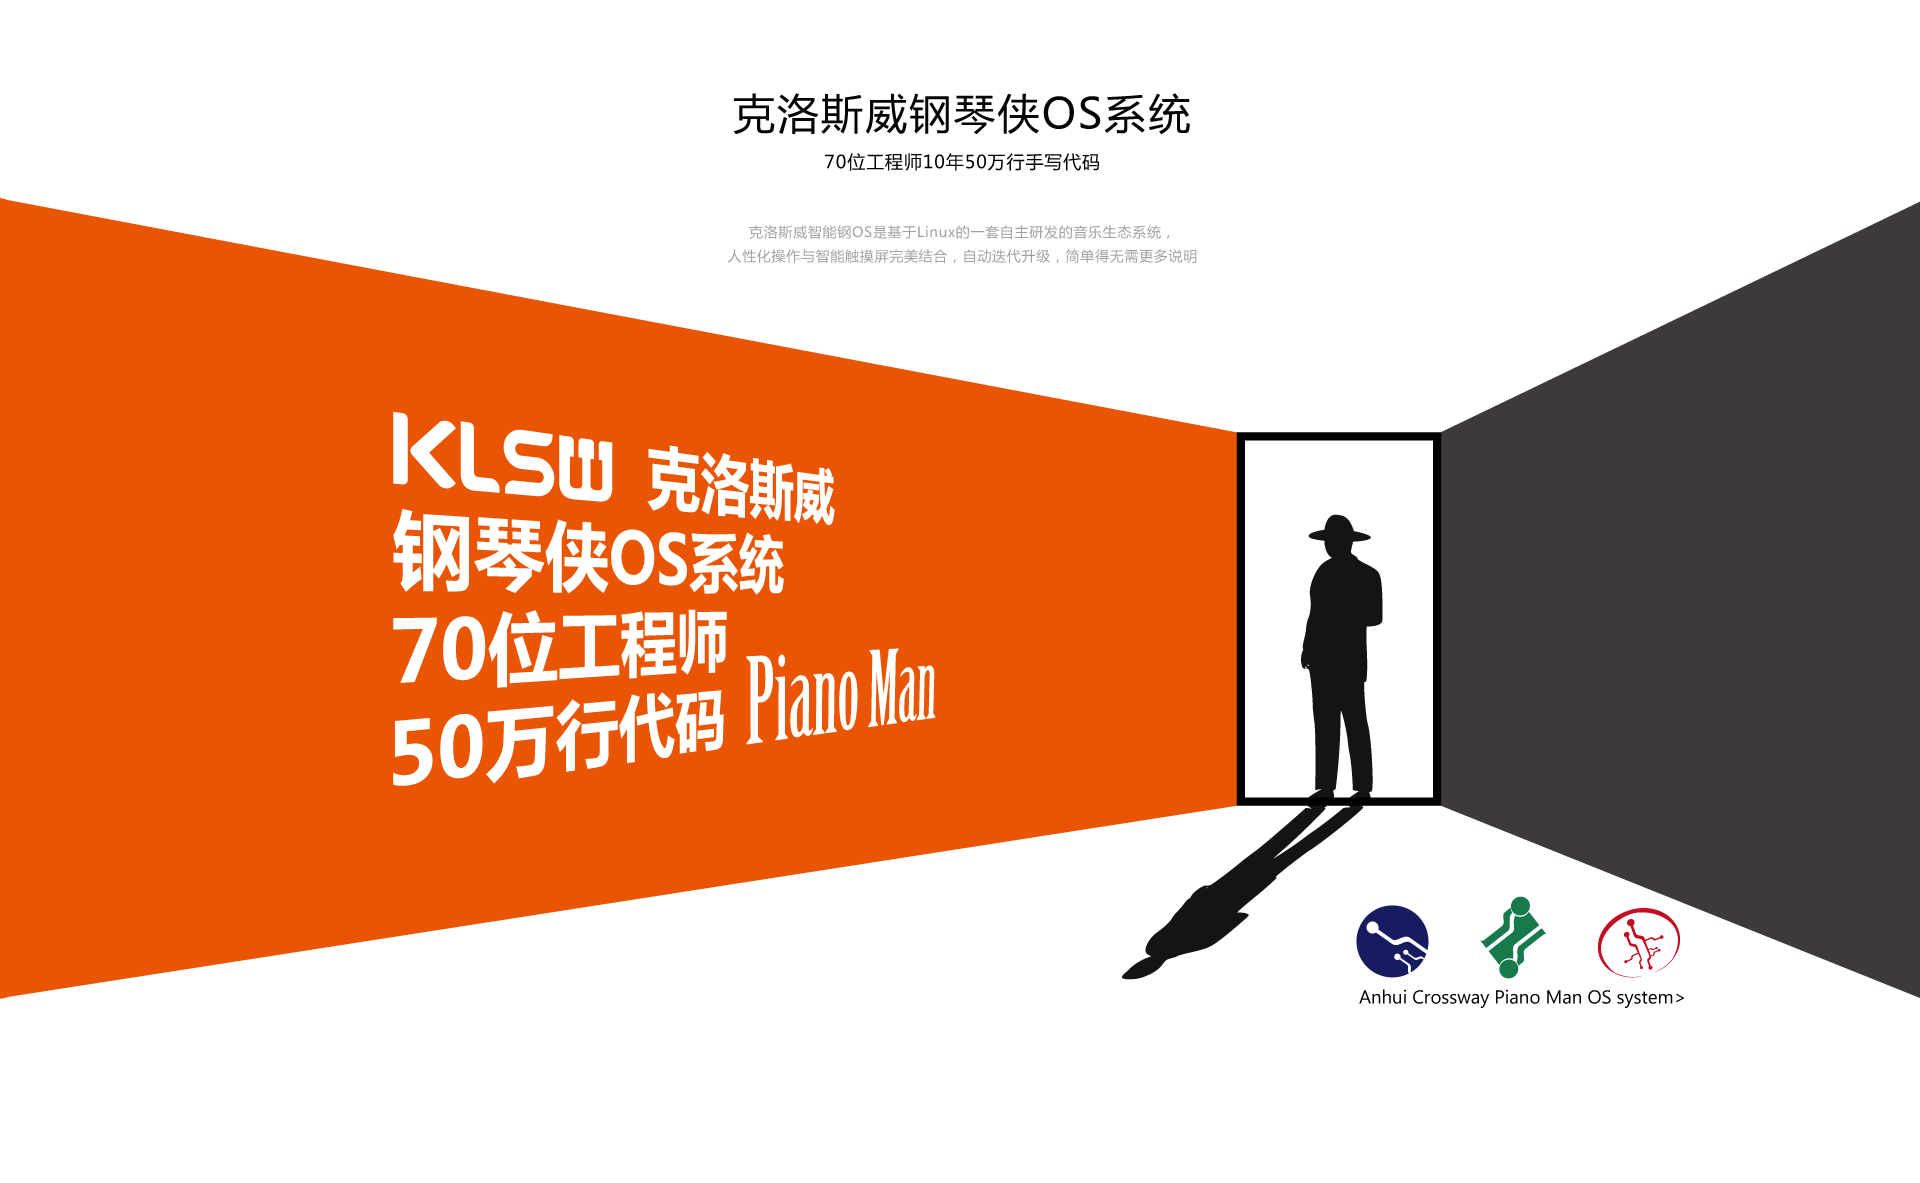 克洛斯威钢琴侠OS系统
70位工程师10年50万行手写代码
克洛斯威智能钢OS是基于Linux的一套自主研发的音乐生态系统，
人性化操作与智能触摸屏完美结合，自动迭代升级，简单得无需更多说明
KLSW 克洛斯威
钢琴侠OS系统
70位工程师
50万行代码 Piano Man
Anhui Crossway Piano Man OS system>